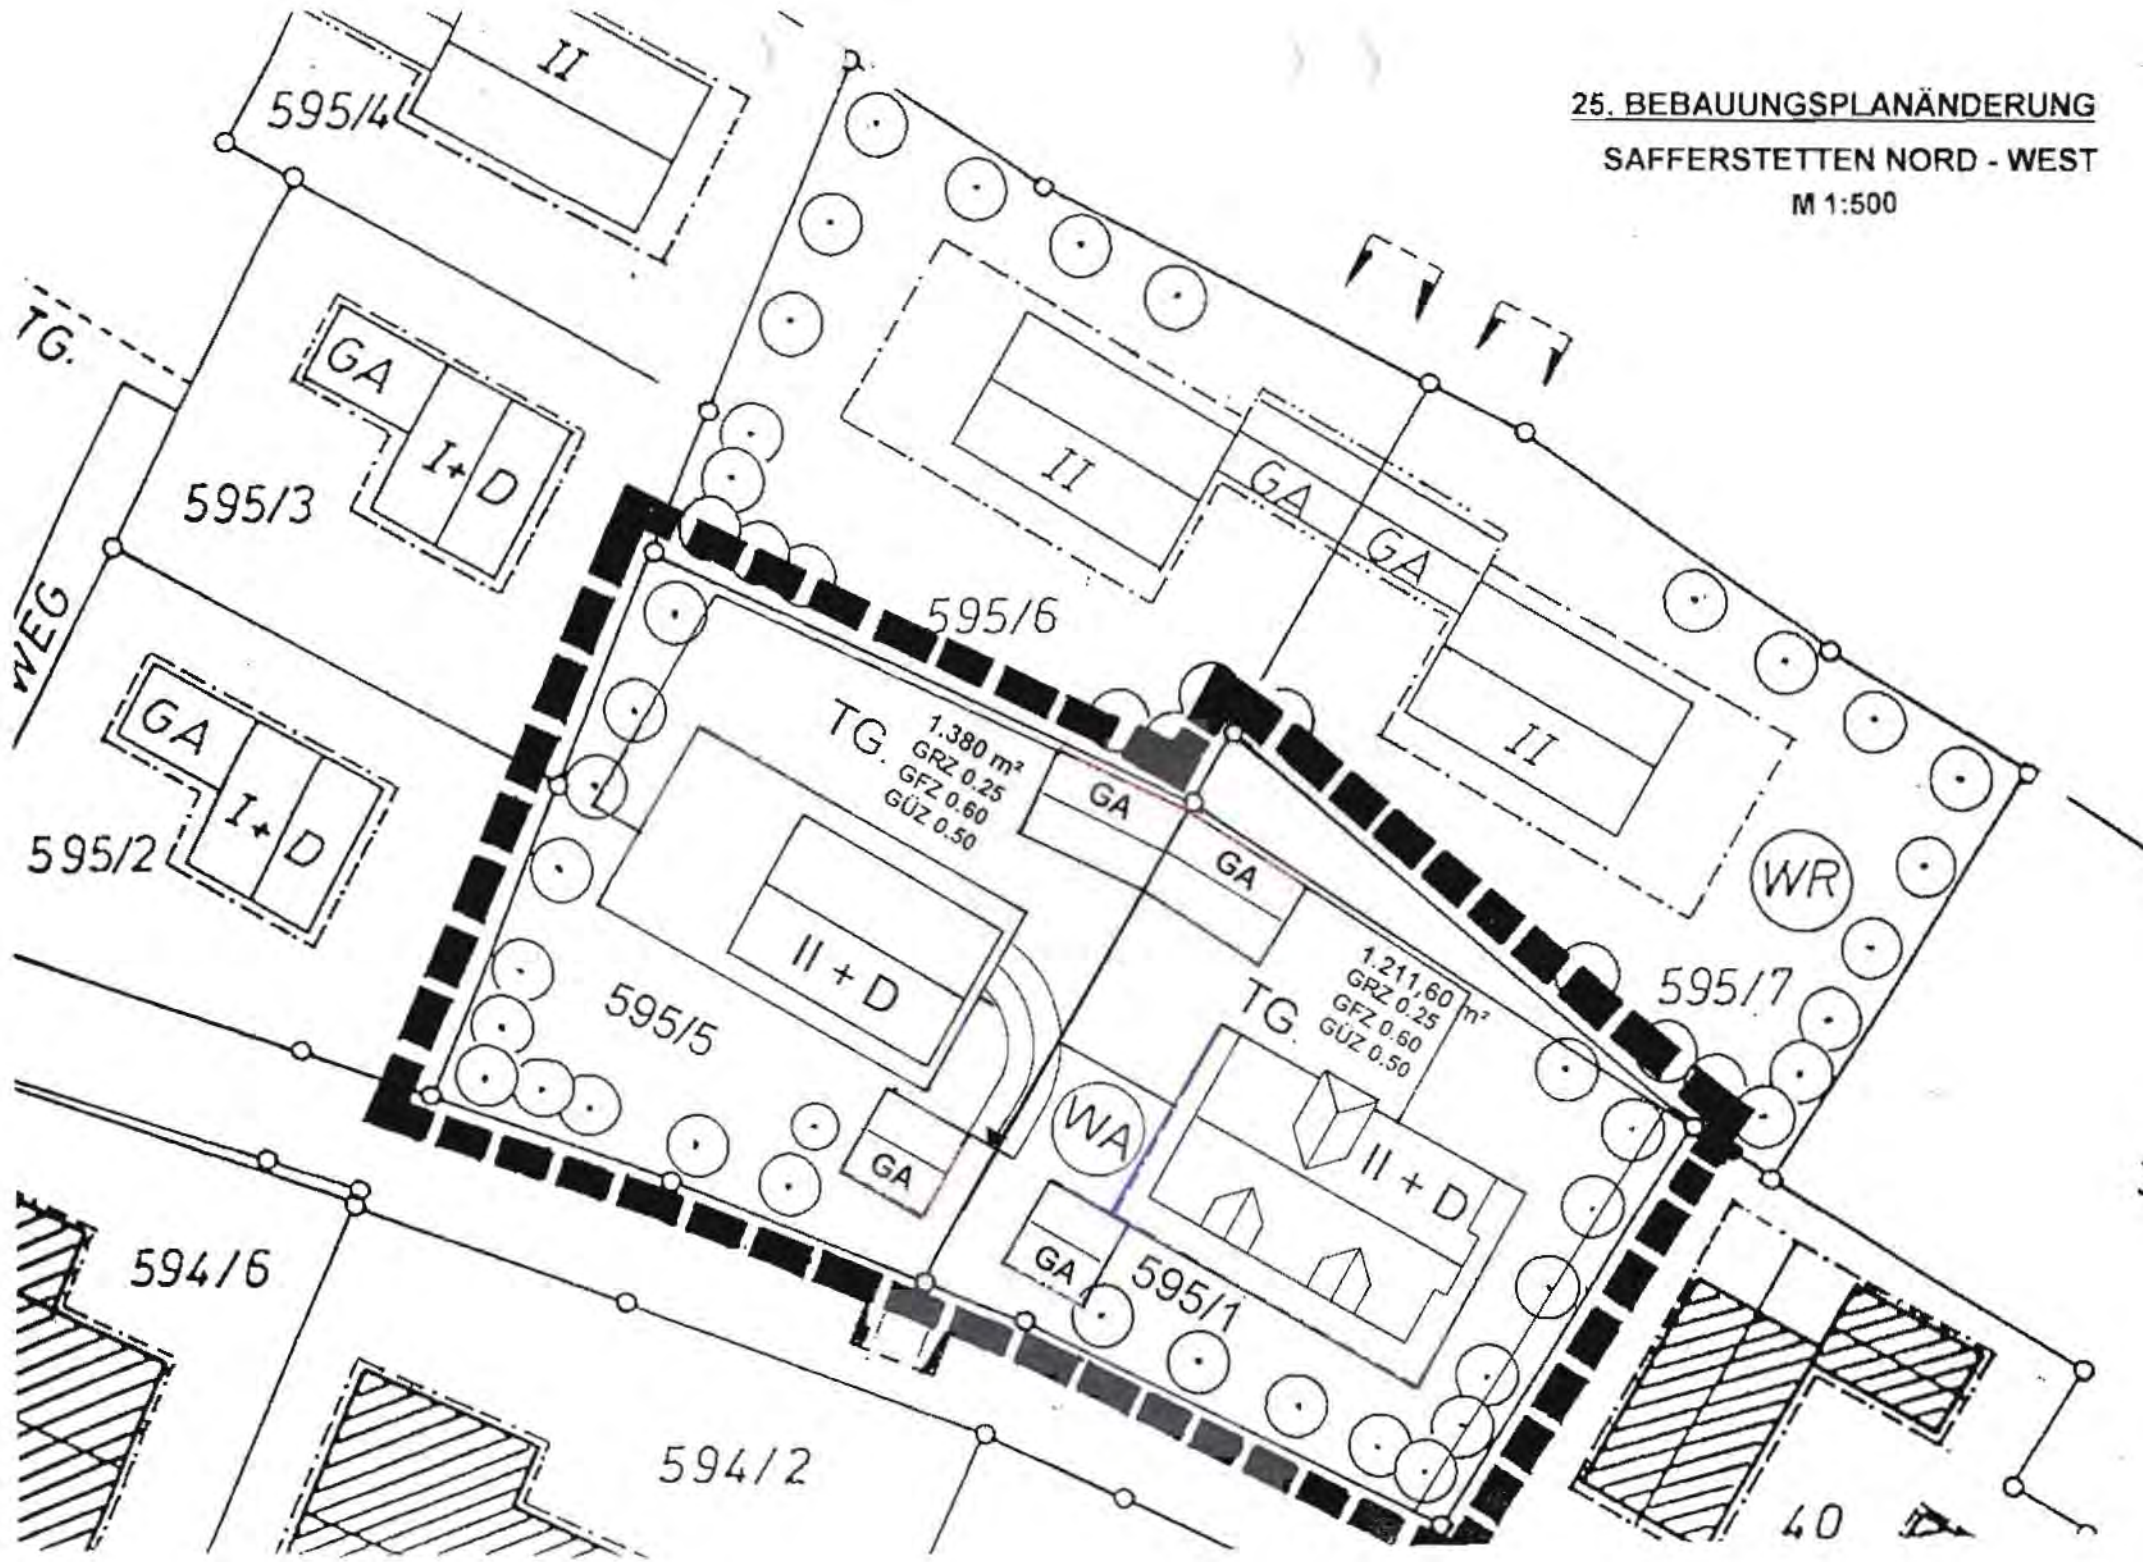 25. BEBAUUNGSPLANÄNDERUNG
SAFFERSTETTEN NORD - WEST
M 1:500
II
595/4
TG.
GA
I+D
595/3
WEG
GA
I+D
595/2
II
GA
GA
595/6
II
WR
595/7
TG.
1.380 m²
GRZ 0.25
GFZ 0.60
GÜZ 0.50
GA
GA
II + D
595/5
GA
WA
TG.
1.211,60 m²
GRZ 0.25
GFZ 0.60
GÜZ 0.50
II + D
GA
595/1
594/6
594/2
40